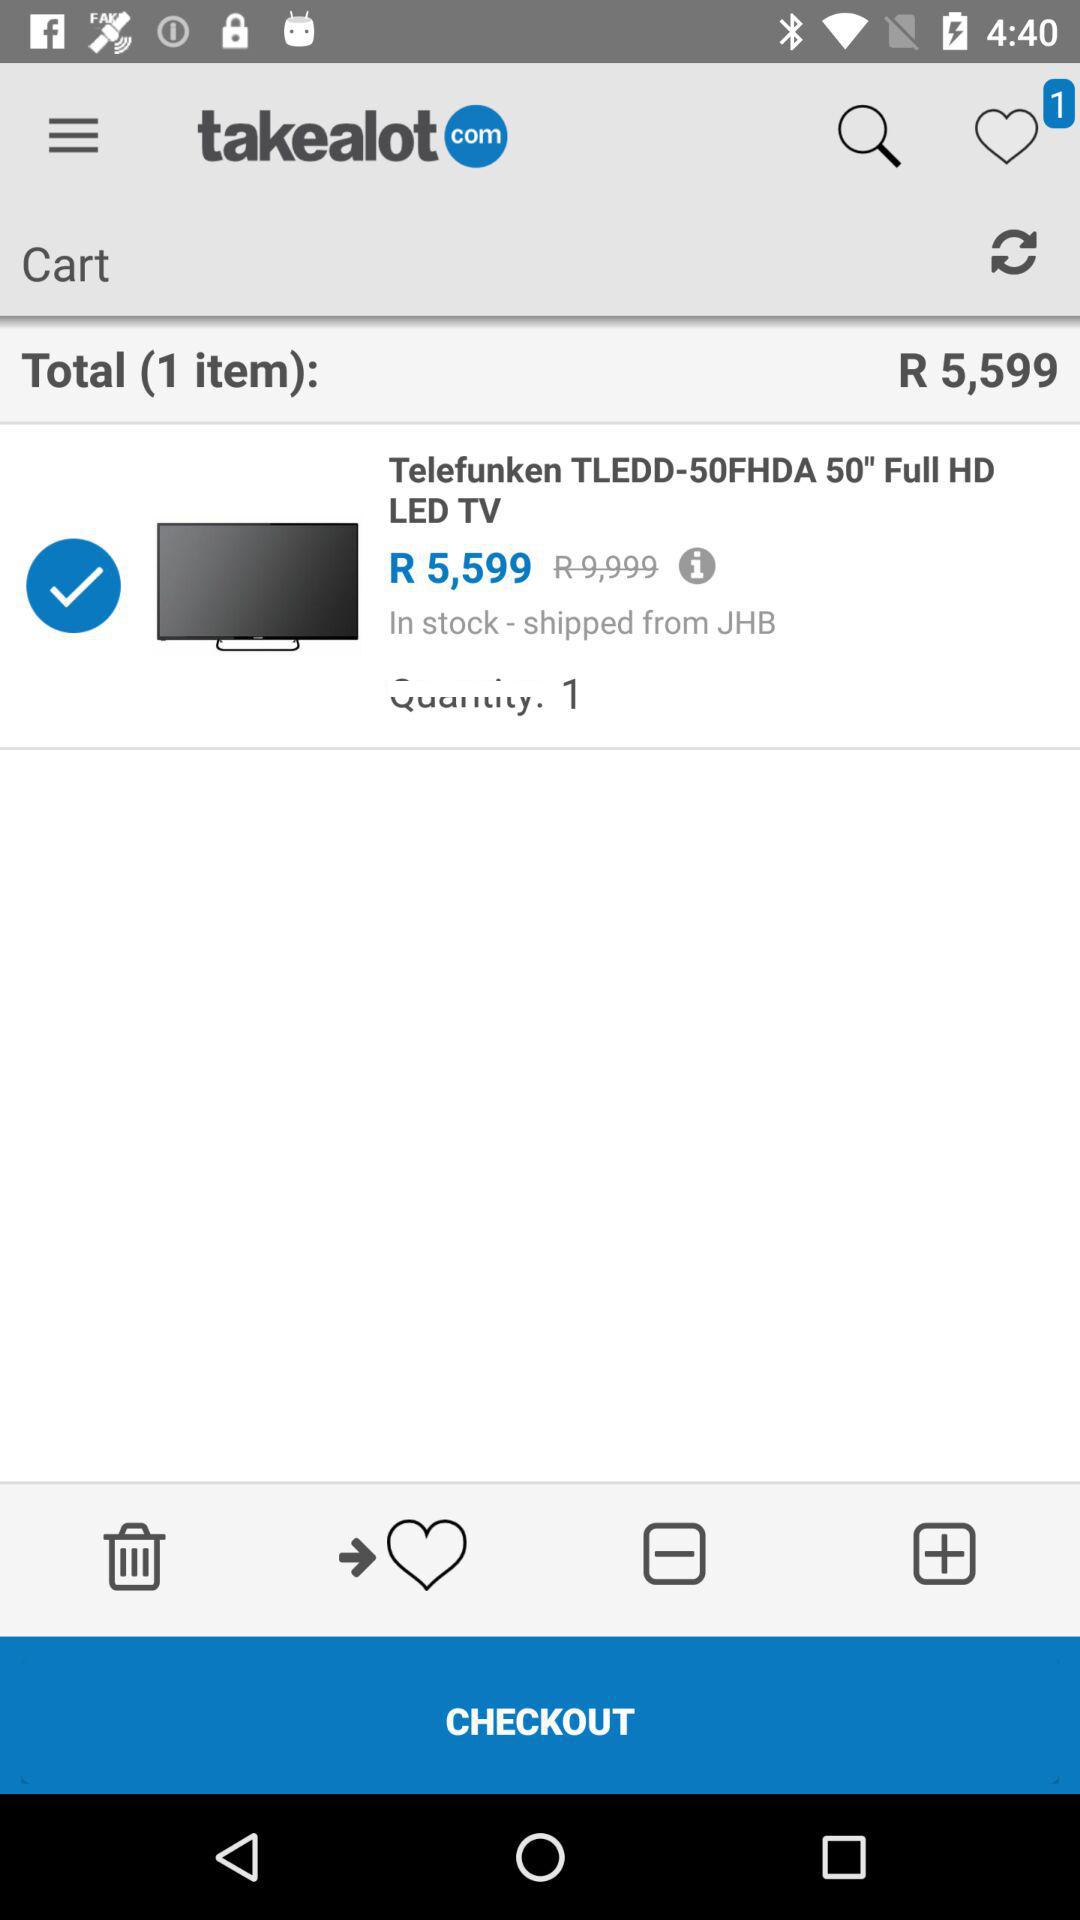 FAK
4:40
takealot com
1
Cart
Total (1 item):
R 5,599
Telefunken TLEDD-50FHDA 50" Full HD
LED TV
R 5,599 R 9,999
In stock - shipped from JHB
Quantity: 1
CHECKOUT